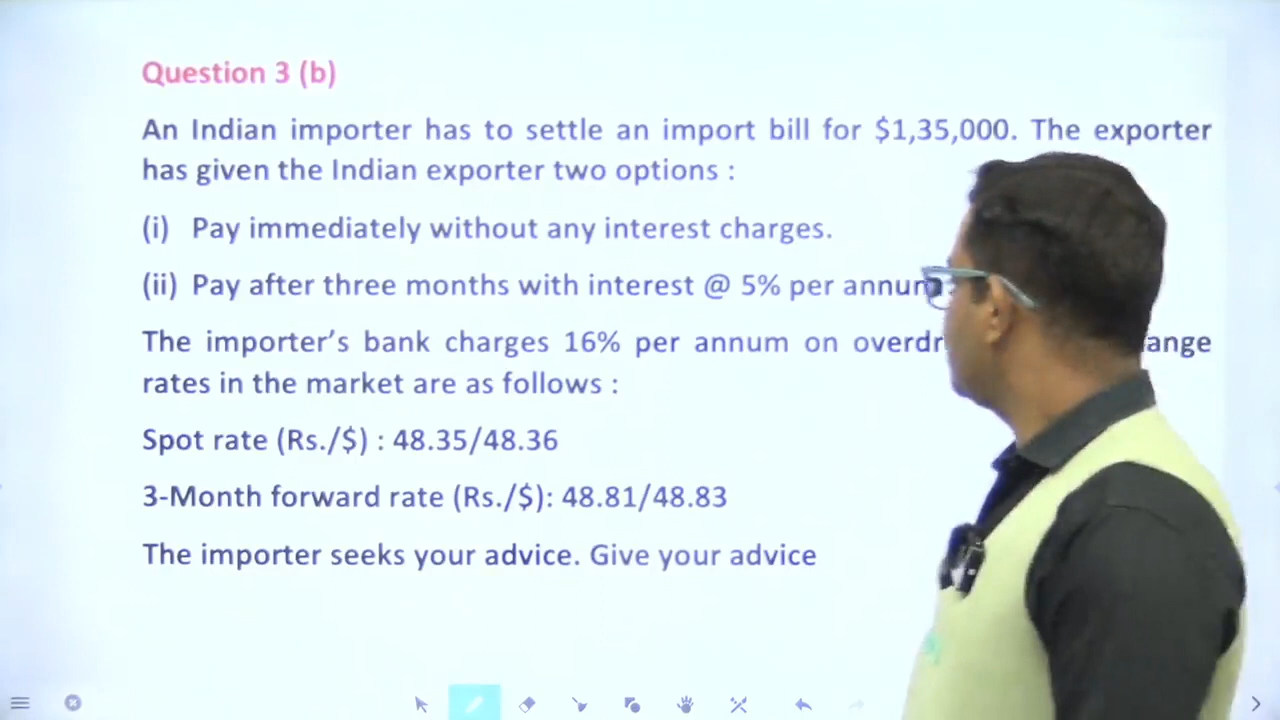 Question 3 (b)
An Indian importer has to settle an import bill for $1,35,000. The exporter
has given the Indian exporter two options :
(i) Pay immediately without any interest charges.
(ii) Pay after three months with interest @ 5% per
The importer’s bank charges 16% per annum on
rates in the market are as follows :
Spot rate (Rs./$) : 48.35/48.36
3-Month forward rate (Rs./$): 48.81/48.83
The importer seeks your advice. Give your advice